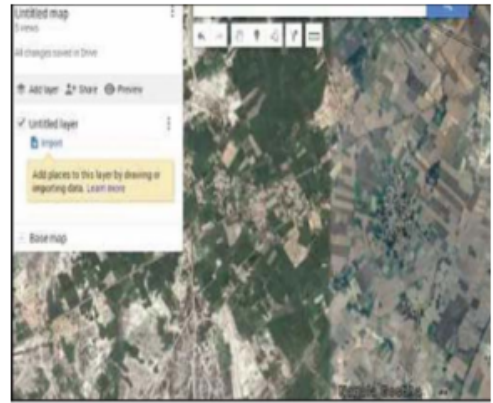 Untitled map
3 views
All changes saved in Drive
Add layer Share Preview
Untitled layer
Import
Add places to this layer by drawing or
importing data. Learn more
Base map